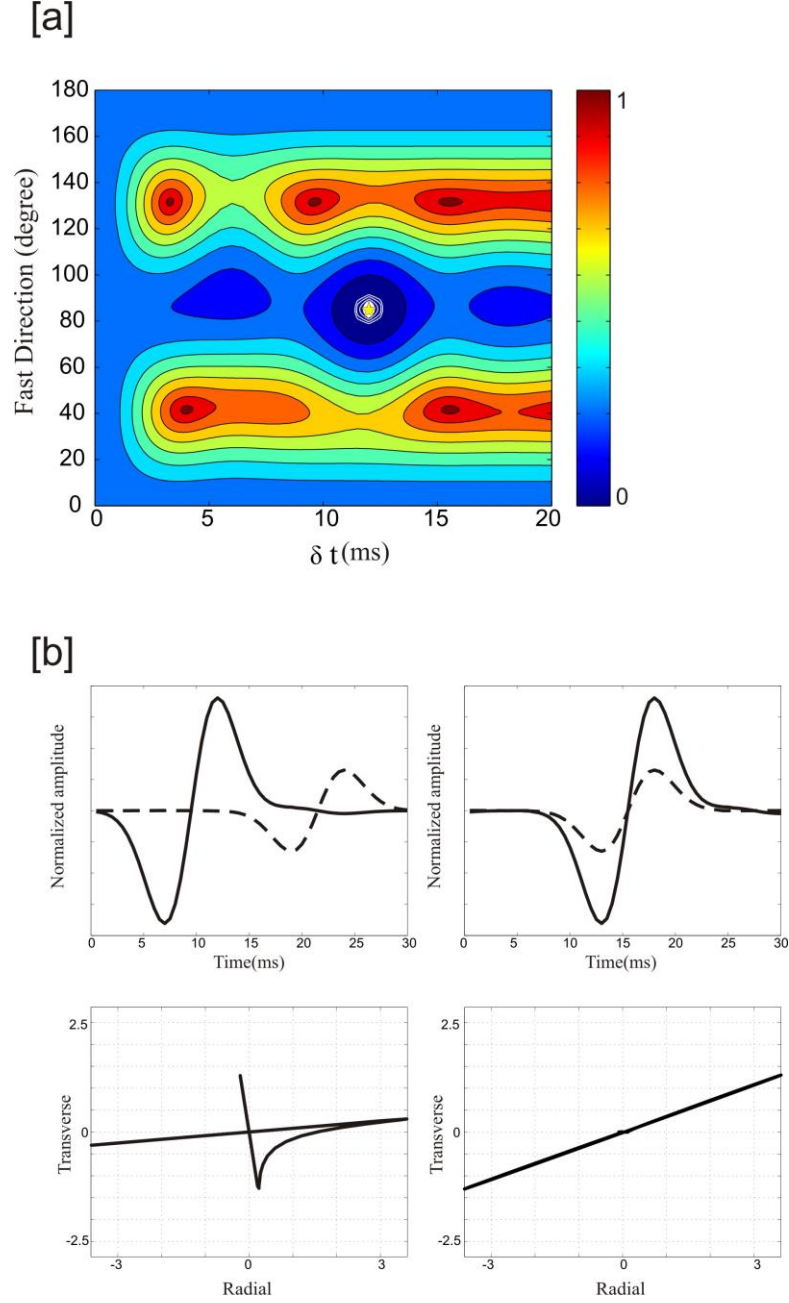 [a]
180
160
140
120
100
80
60
40
20
0
Fast Direction (degree)
0 5 10 15 20
δ t(ms)
1
0
[b]
Normalized amplitude
0 5 10 15 20 25 30
Time(ms)
Normalized amplitude
0 5 10 15 20 25 30
Time(ms)
2.5
0
-2.5
Transverse
-3 0 3
Radial
2.5
0
-2.5
Transverse
-3 0 3
Radial